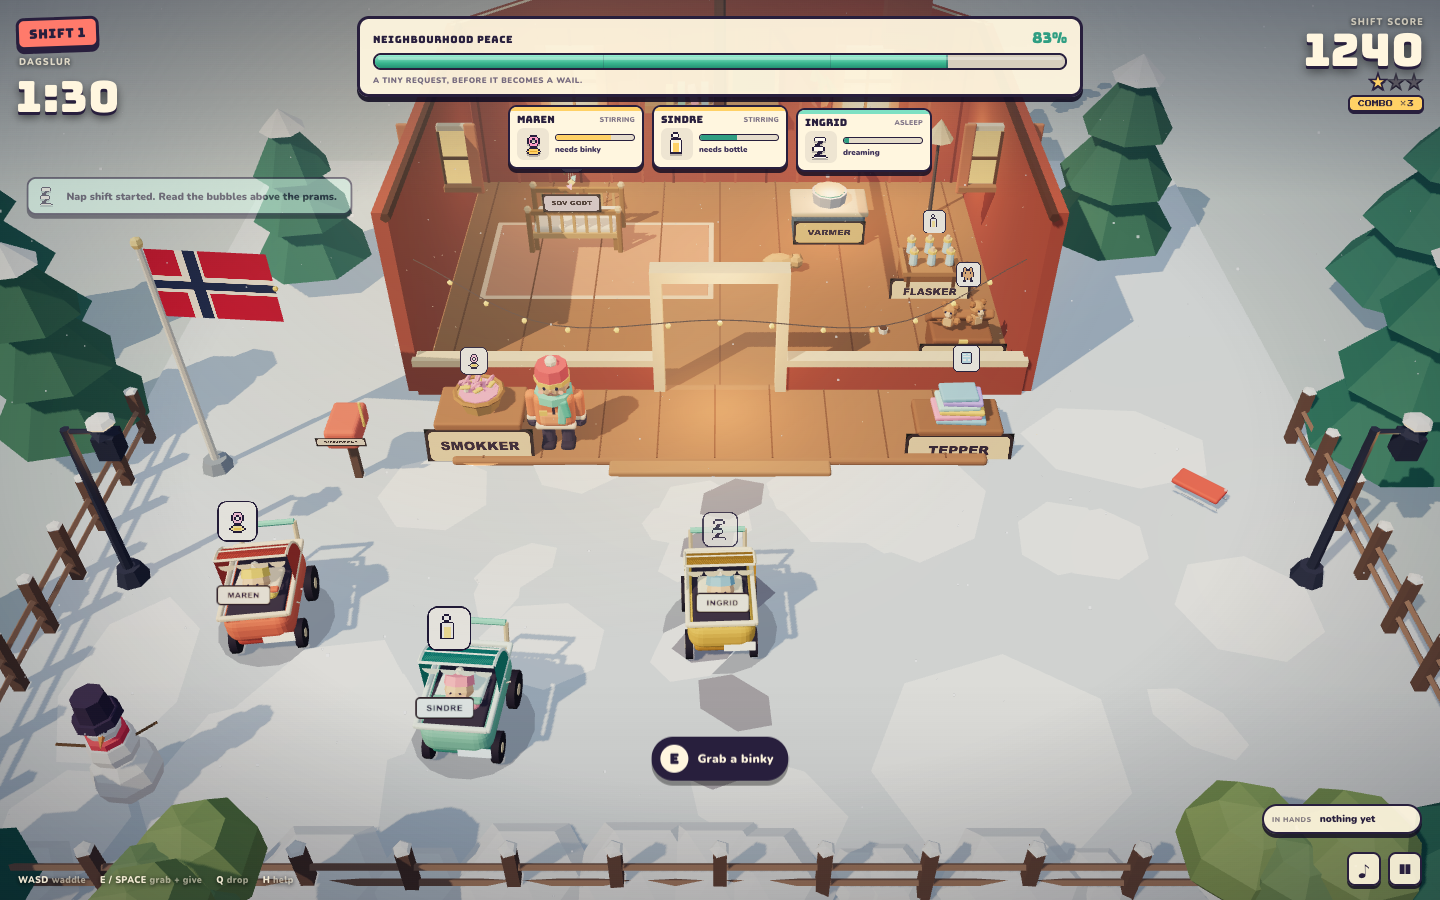 SHIFT 1
DAGSLUR
1:30
NEIGHBOURHOOD PEACE
83%
A TINY REQUEST, BEFORE IT BECOMES A WAIL.
SHIFT SCORE
1240
COMBO ×3
MAREN
STIRRING
needs binky
SINDRE
STIRRING
needs bottle
INGRID
ASLEEP
dreaming
Nap shift started. Read the bubbles above the prams.
SOV GODT
VARMER
FLASKER
SMOKKER
TEPPER
MAREN
INGRID
SINDRE
E
Grab a binky
IN HANDS nothing yet
WASD waddle E / SPACE grab + give Q drop H help